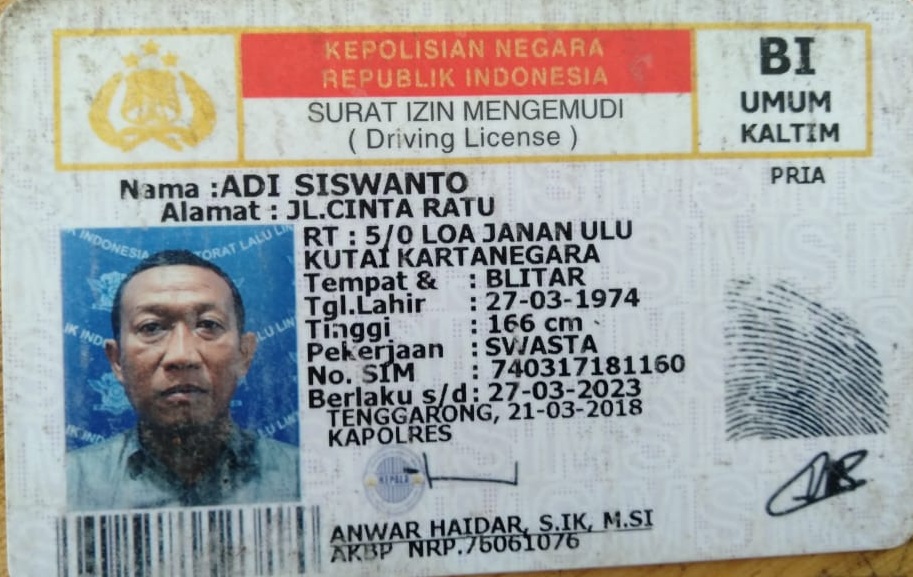 KEPOLISIAN NEGARA
REPUBLIK INDONESIA
SURAT IZIN MENGEMUDI
( Driving License )
BI
UMUM
KALTIM
PRIA
Nama :ADI SISWANTO
Alamat : JL.CINTA RATU
RT : 5/0 LOA JANAN ULU
KUTAI KARTANEGARA
Tempat & : BLITAR
Tgl.Lahir : 27-03-1974
Tinggi : 166 cm
Pekerjaan : SWASTA
No. SIM : 740317181160
Berlaku s/d : 27-03-2023
TENGGARONG, 21-03-2018
KAPOLRES
KEPALA
ANWAR HAIDAR, S.IK, M.SI
AKBP NRP.76061076